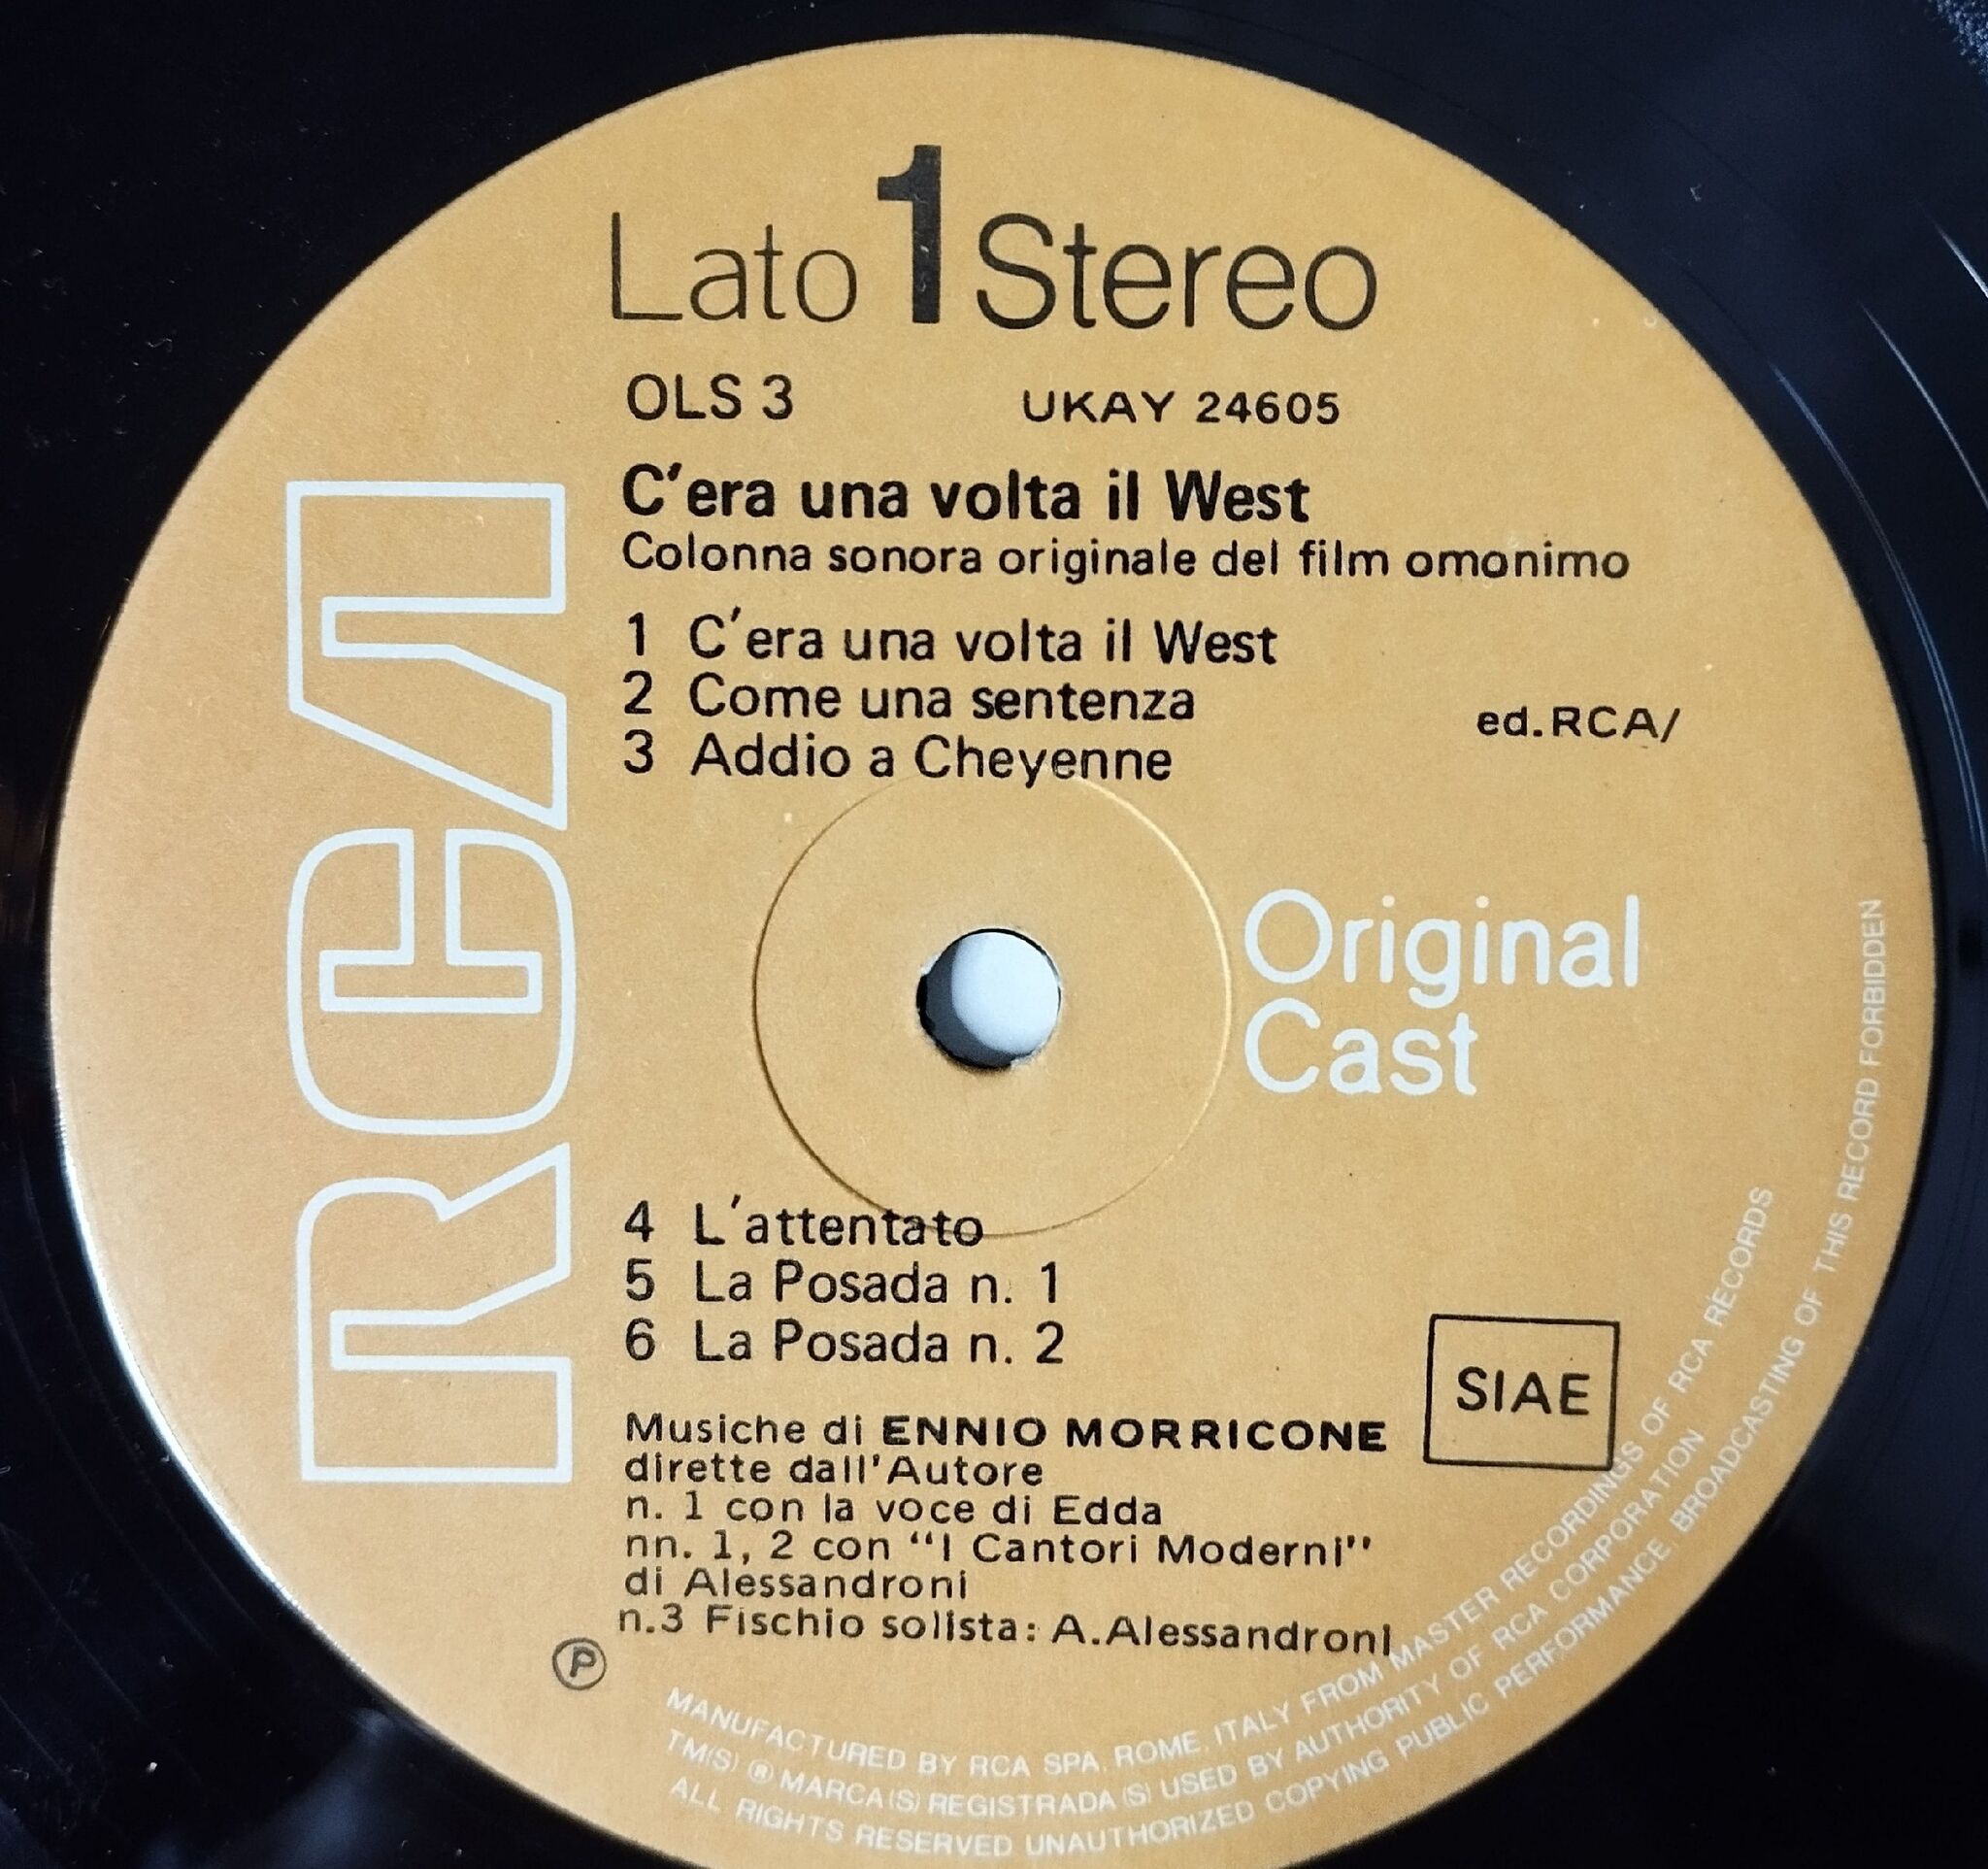 Lato 1 Stereo
OLS 3 UKAY 24605
C'era una volta il West
Colonna sonora originale del film omonimo
1 C'era una volta il West
2 Come una sentenza
ed.RCA/
3 Addio a Cheyenne
RCA
Original
Cast
4 L'attentato
5 La Posada n. 1
6 La Posada n. 2
SIAE
Musiche di ENNIO MORRICONE
dirette dall'Autore
n. 1 con la voce di Edda
nn. 1, 2 con "I Cantori Moderni"
di Alessandroni
n.3 Fischio solista: A.Alessandroni
℗
MANUFACTURED BY RCA SPA, ROME, ITALY FROM MASTER RECORDINGS OF RCA RECORDS
TM(S) ® MARCA(S) REGISTRADA(S) USED BY AUTHORITY OF RCA CORPORATION
ALL RIGHTS RESERVED UNAUTHORIZED COPYING PUBLIC PERFORMANCE, BROADCASTING OF THIS RECORD FORBIDDEN